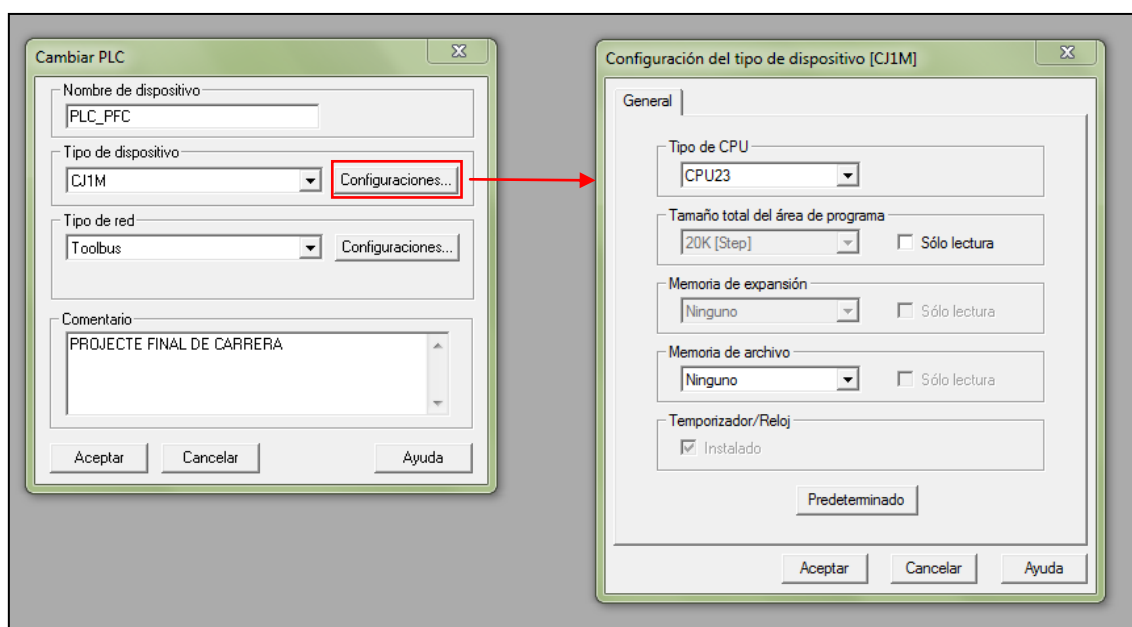 Cambiar PLC
Nombre de dispositivo
PLC_PFC
Tipo de dispositivo
CJ1M
Configuraciones...
Tipo de red
Toolbus
Configuraciones...
Comentario
PROJECTE FINAL DE CARRERA
Aceptar
Cancelar
Ayuda
Configuración del tipo de dispositivo [CJ1M]
General
Tipo de CPU
CPU23
Tamaño total del área de programa
20K [Step]
Sólo lectura
Memoria de expansión
Ninguno
Sólo lectura
Memoria de archivo
Ninguno
Sólo lectura
Temporizador/Reloj
Instalado
Predeterminado
Aceptar
Cancelar
Ayuda